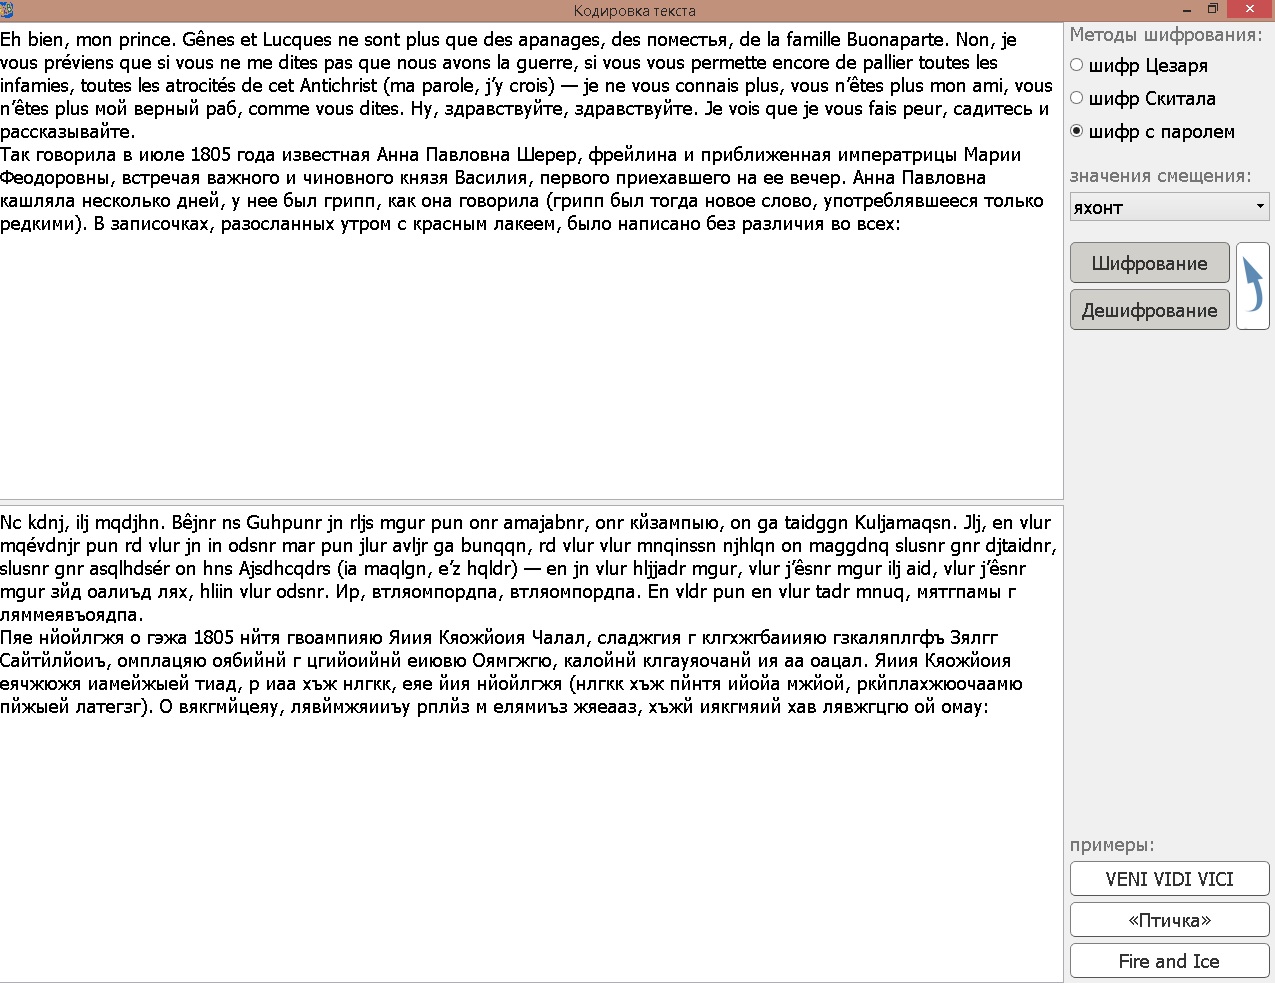 Кодировка текста
Eh bien, mon prince. Gênes et Lucques ne sont plus que des apanages, des поместья, de la famille Buonaparte. Non, je
vous préviens que si vous ne me dites pas que nous avons la guerre, si vous vous permette encore de pallier toutes les
infamies, toutes les atrocités de cet Antichrist (ma parole, j’y crois) — je ne vous connais plus, vous n’êtes plus mon ami, vous
n’êtes plus мой верный раб, comme vous dites. Ну, здравствуйте, здравствуйте. Je vois que je vous fais peur, садитесь и
рассказывайте.
Так говорила в июле 1805 года известная Анна Павловна Шерер, фрейлина и приближенная императрицы Марии
Феодоровны, встречая важного и чиновного князя Василия, первого приехавшего на ее вечер. Анна Павловна
кашляла несколько дней, у нее был грипп, как она говорила (грипп был тогда новое слово, употреблявшееся только
редкими). В записочках, разосланных утром с красным лакеем, было написано без различия во всех:
Nc kdnj, ilj mqdjhn. Bêjnr ns Guhpunr jn rljs mgur pun onr amajabnr, onr кйзампыю, on ga taidggn Kuljamaqsn. Jlj, en vlur
mqévdnjr pun rd vlur jn in odsnr mar pun jlur avljr ga bunqqn, rd vlur vlur mnqinssn njhlqn on maggdnq slusnr gnr djtaidnr,
slusnr gnr asqlhdsér on hns Ajsdhcqdrs (ia maqlgn, e’z hqldr) — en jn vlur hljjadr mgur, vlur j’êsnr mgur ilj aid, vlur j’êsnr
mgur зйд оалиъд лях, hliin vlur odsnr. Ир, втляомпордпа, втляомпордпа. En vldr pun en vlur tadr mnuq, мятгпамы г
ляммеявъоядпа.
Пяе нйойлгжя о гэжа 1805 нйтя гвоампияю Яиия Кяожйоия Чалал, сладжгия г клгхжгбаиияю гзкаляплгфъ Зялгг
Сайтйлйоиъ, омплацяю оябийнй г цгийоийнй еиювю Оямгжгю, калойнй клгауяочанй ия аа оацал. Яиия Кяожйоия
еячжюжя иамейжыей тиад, р иаа хъж нлгкк, еяе йия нйойлгжя (нлгкк хъж пйнтя ийойа мжйой, ркйплахжюочаамю
пйжыей латегзг). О вякгмйцеяу, лявймжяииъу рплйз м елямиъз жяеааз, хъжй иякгмяий хав лявжгцгю ой омау:
Методы шифрования:
шифр Цезаря
шифр Скитала
шифр с паролем
значения смещения:
яхонт
Шифрование
Дешифрование
примеры:
VENI VIDI VICI
«Птичка»
Fire and Ice